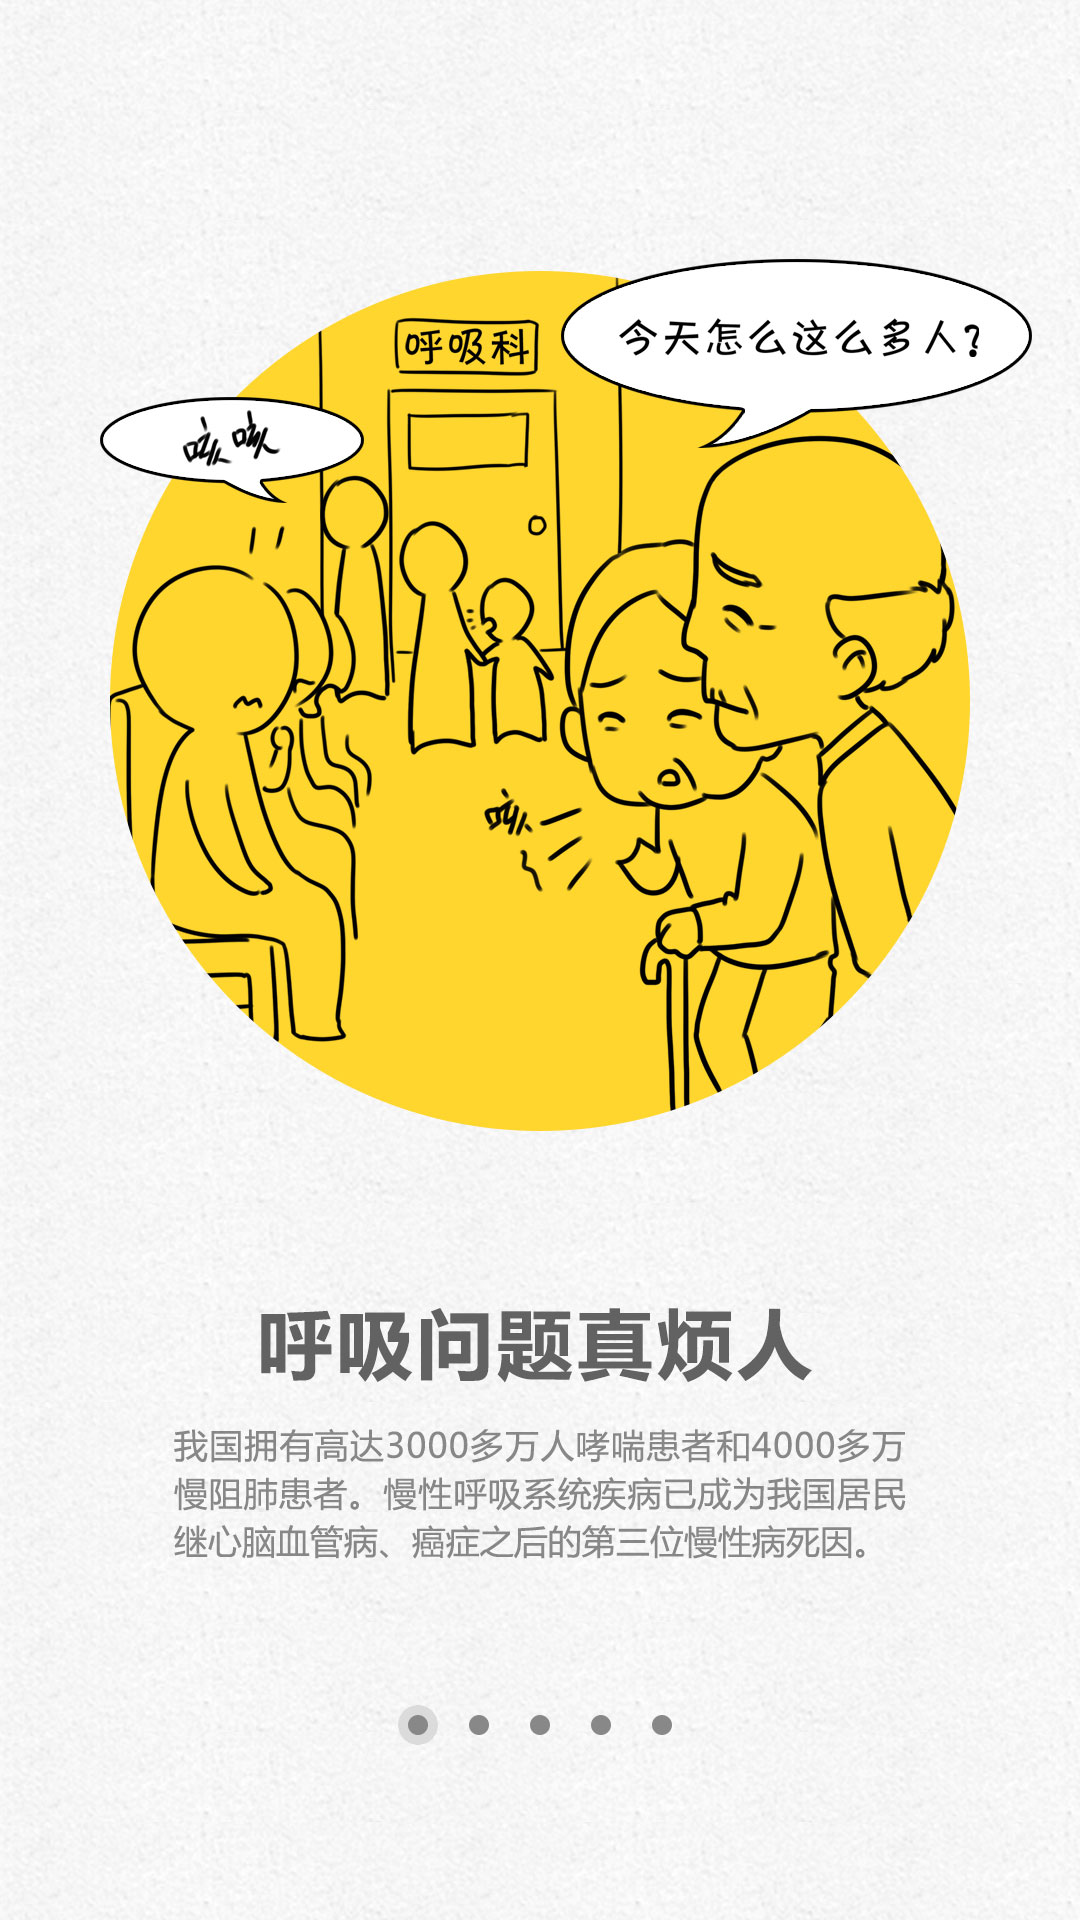 今天怎么这么多人?
呼吸科
咳咳
咳
呼吸问题真烦人
我国拥有高达3000多万人哮喘患者和4000多万
慢阻肺患者。慢性呼吸系统疾病已成为我国居民
继心脑血管病、癌症之后的第三位慢性病死因。